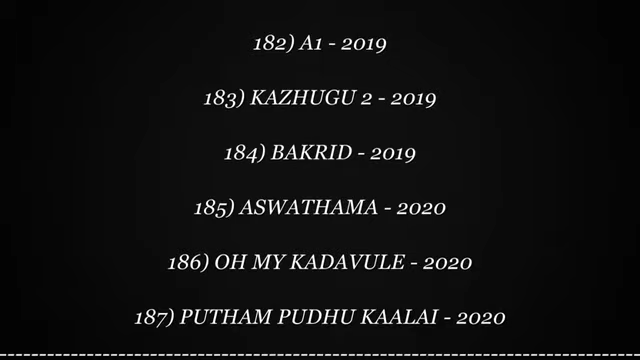 182) A1 - 2019
183) KAZHUGU 2 - 2019
184) BAKRID - 2019
185) ASWATHAMA - 2020
186) OH MY KADAVULE - 2020
187) PUTHAM PUDHU KAALAI - 2020